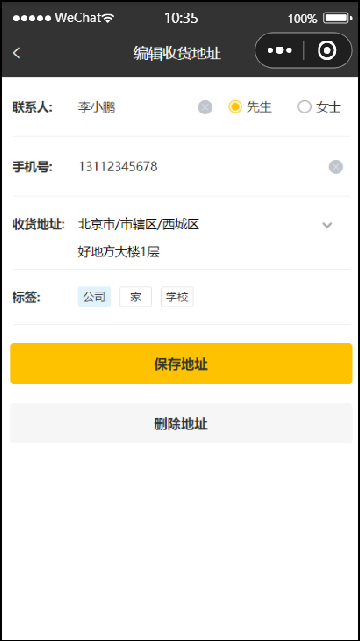 WeChat 10:35 100%
编辑收货地址
联系人: 李小鹏 先生 女士
手机号: 13112345678
收货地址: 北京市/市辖区/西城区
好地方大楼1层
标签: 公司 家 学校
保存地址
删除地址